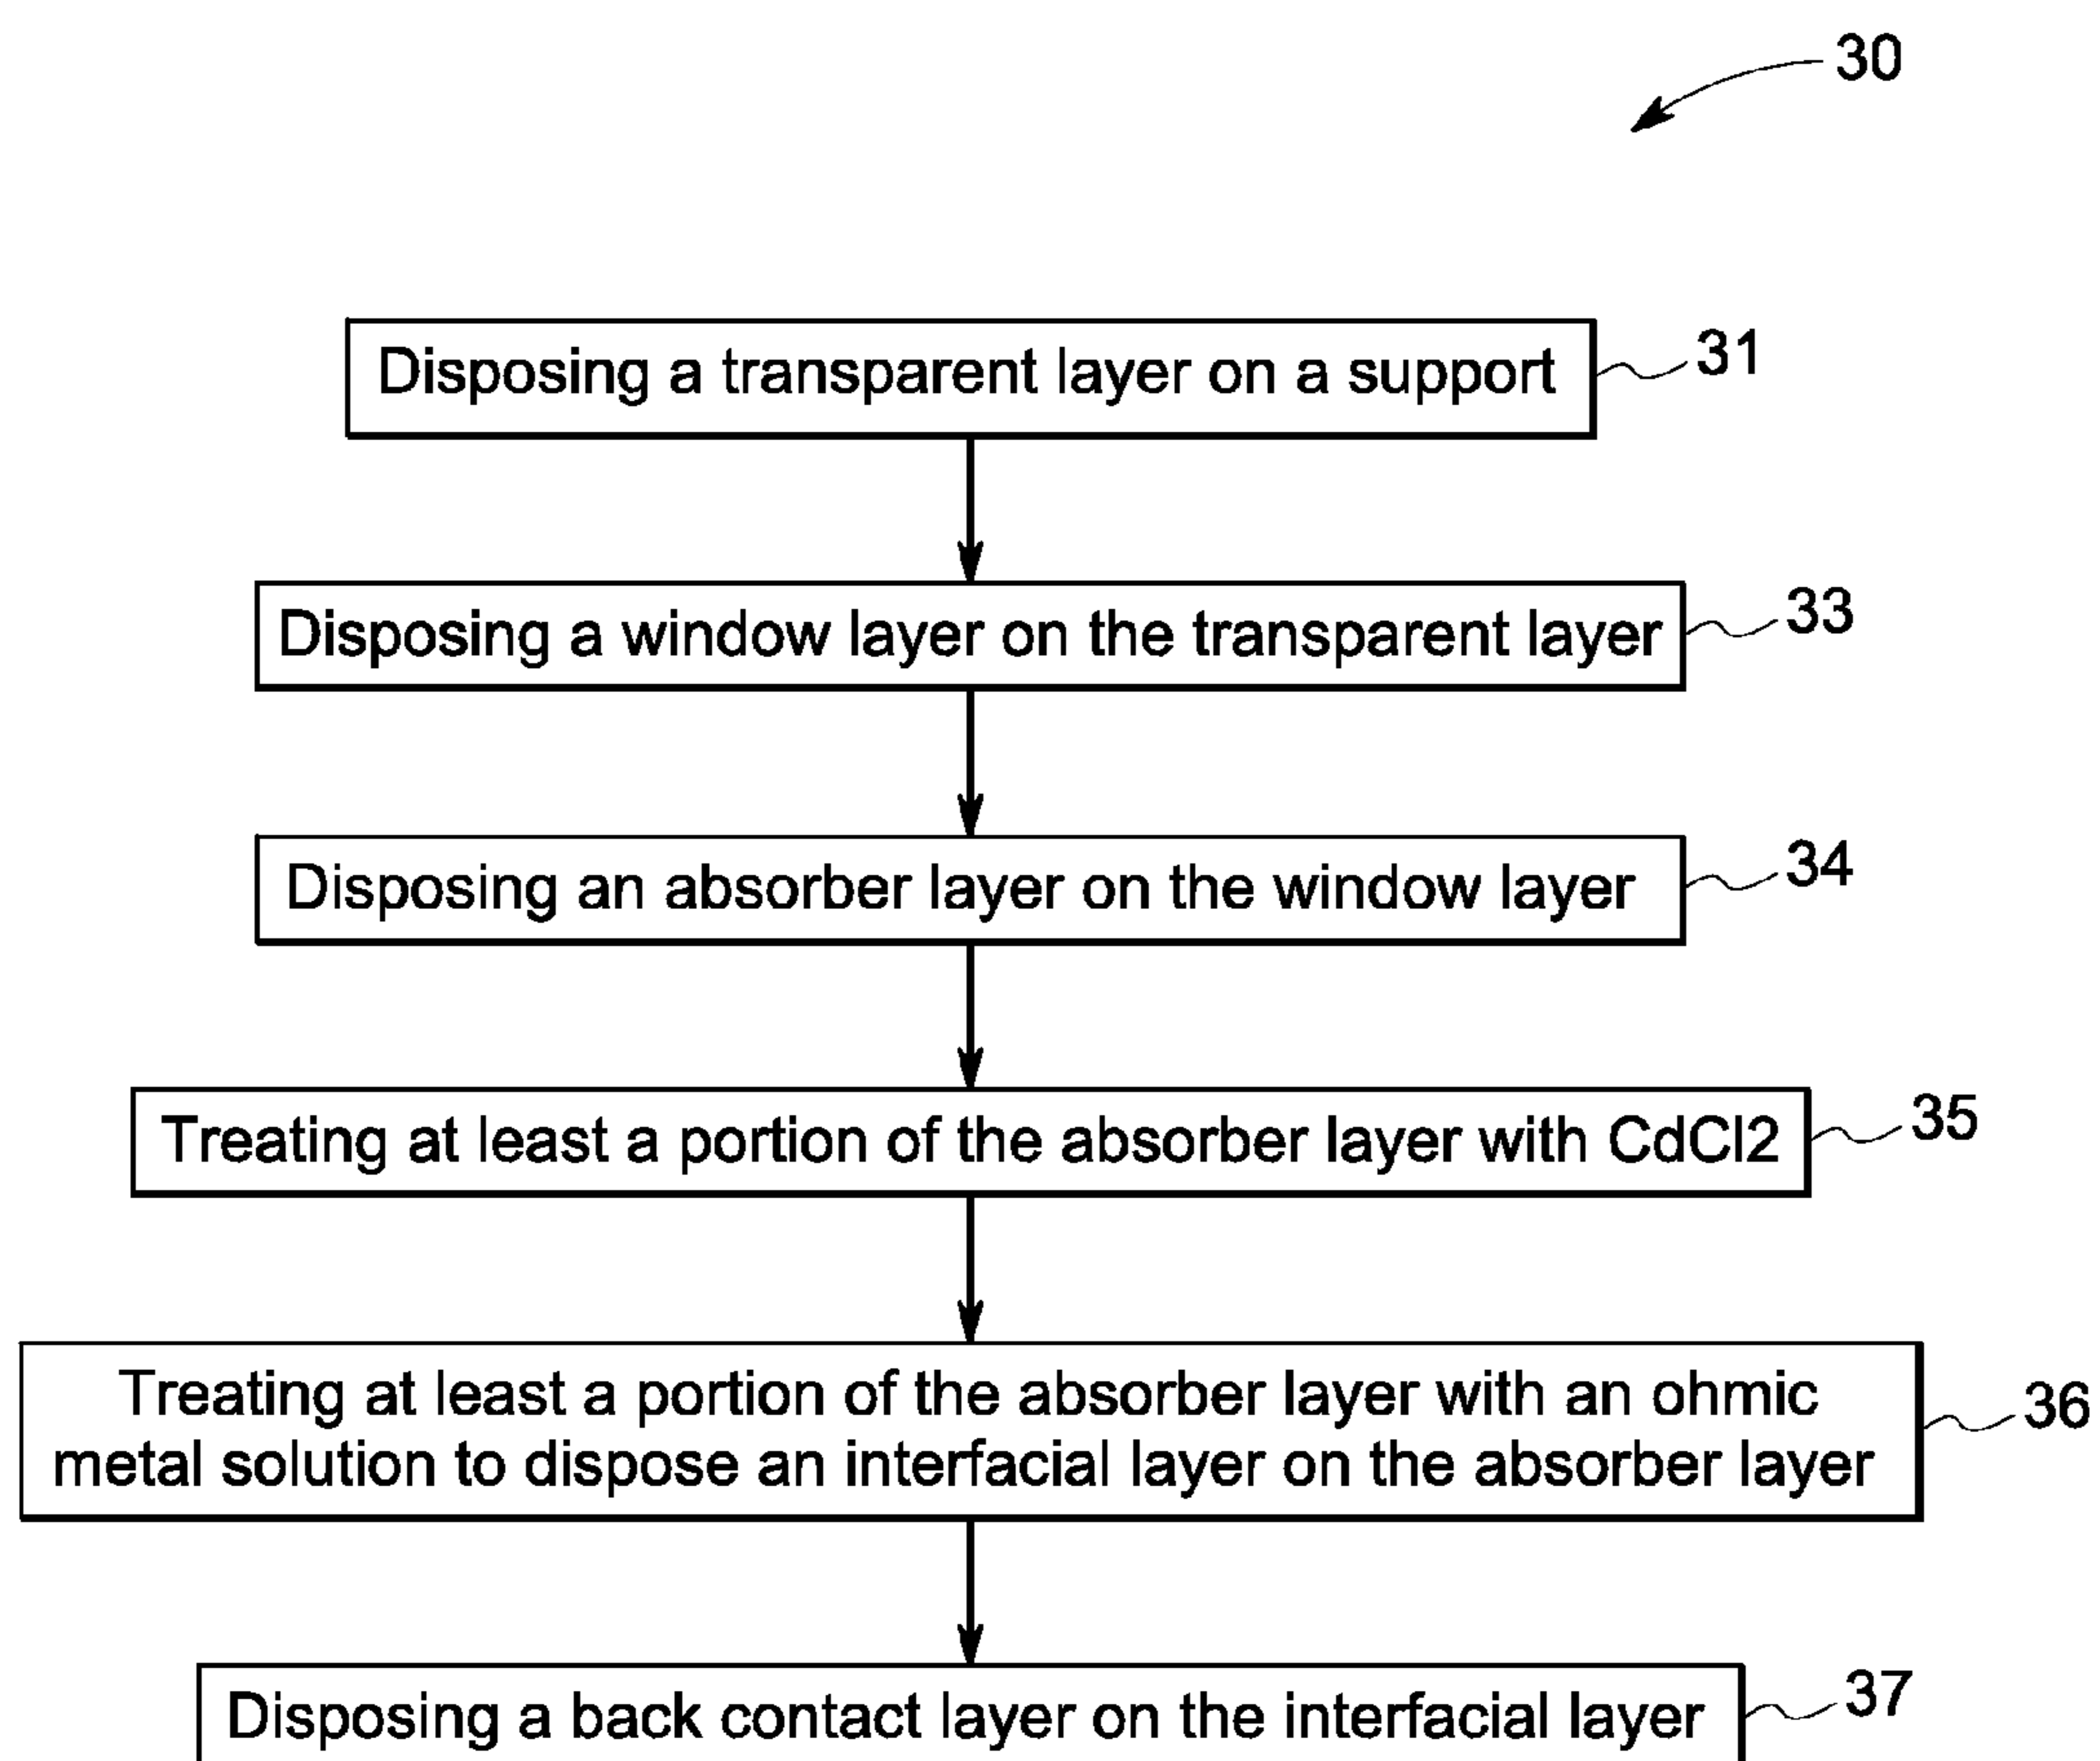 30
Disposing a transparent layer on a support
31
Disposing a window layer on the transparent layer
33
Disposing an absorber layer on the window layer
34
Treating at least a portion of the absorber layer with CdCl2
35
Treating at least a portion of the absorber layer with an ohmic
metal solution to dispose an interfacial layer on the absorber layer
36
Disposing a back contact layer on the interfacial layer
37